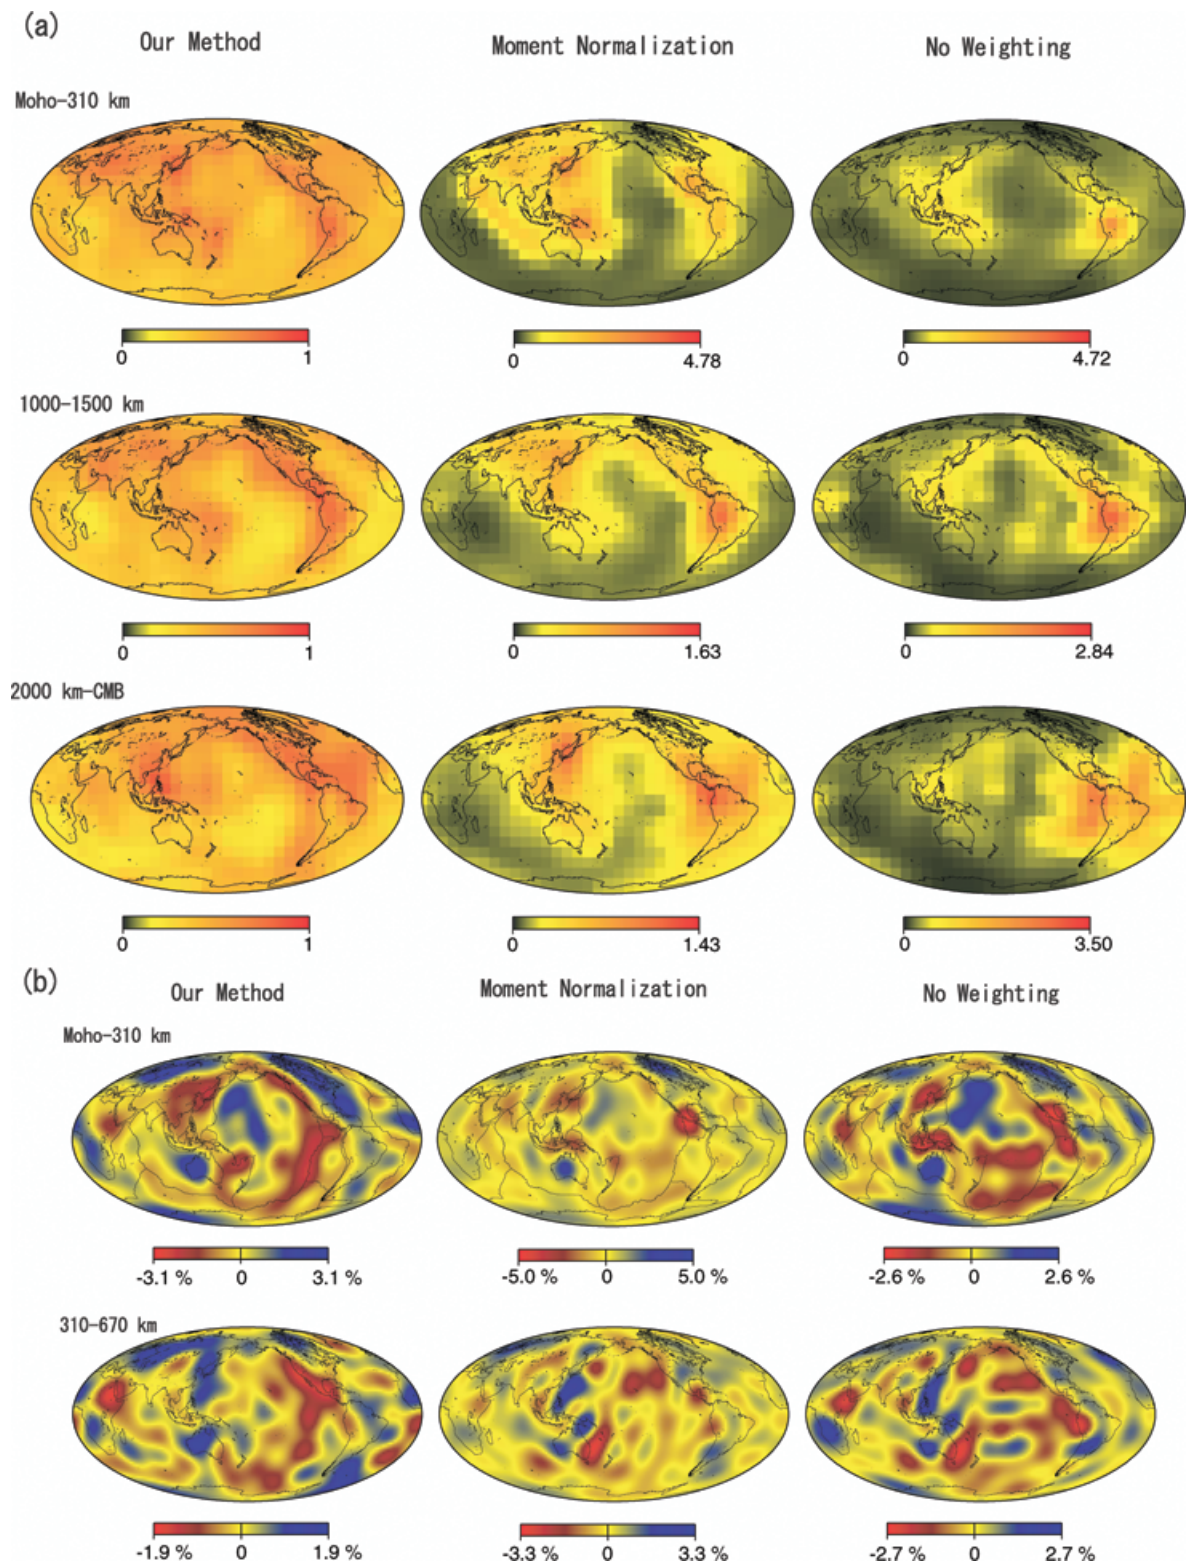 (a)
Our Method Moment Normalization No Weighting
Moho-310 km
0 1 0 4.78 0 4.72
1000-1500 km
0 1 0 1.63 0 2.84
2000 km-CMB
0 1 0 1.43 0 3.50
(b)
Our Method Moment Normalization No Weighting
Moho-310 km
-3.1 % 0 3.1 % -5.0 % 0 5.0 % -2.6 % 0 2.6 %
310-670 km
-1.9 % 0 1.9 % -3.3 % 0 3.3 % -2.7 % 0 2.7 %